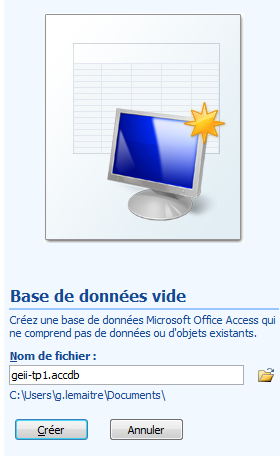 Base de données vide
Créez une base de données Microsoft Office Access qui
ne comprend pas de données ou d'objets existants.
Nom de fichier :
geii-tp1.accdb
C:\Users\g.lemaitre\Documents\
Créer
Annuler